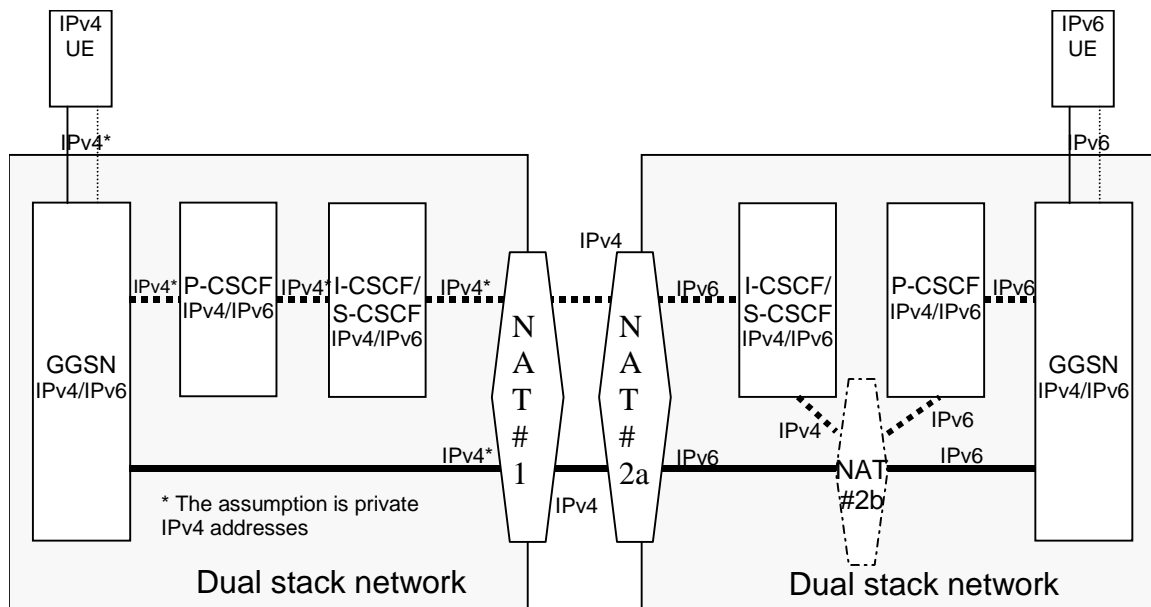 IPv4
UE
IPv6
UE
IPv4*
IPv6
IPv4
IPv4*
P-CSCF
IPv4/IPv6
IPv4*
I-CSCF/
S-CSCF
IPv4/IPv6
IPv4*
N
A
T
#
1
N
A
T
#
2a
IPv6
I-CSCF/
S-CSCF
IPv4/IPv6
P-CSCF
IPv4/IPv6
IPv6
GGSN
IPv4/IPv6
GGSN
IPv4/IPv6
IPv4
IPv6
IPv4*
IPv4
IPv6
NAT
#2b
IPv6
* The assumption is private
IPv4 addresses
Dual stack network
Dual stack network